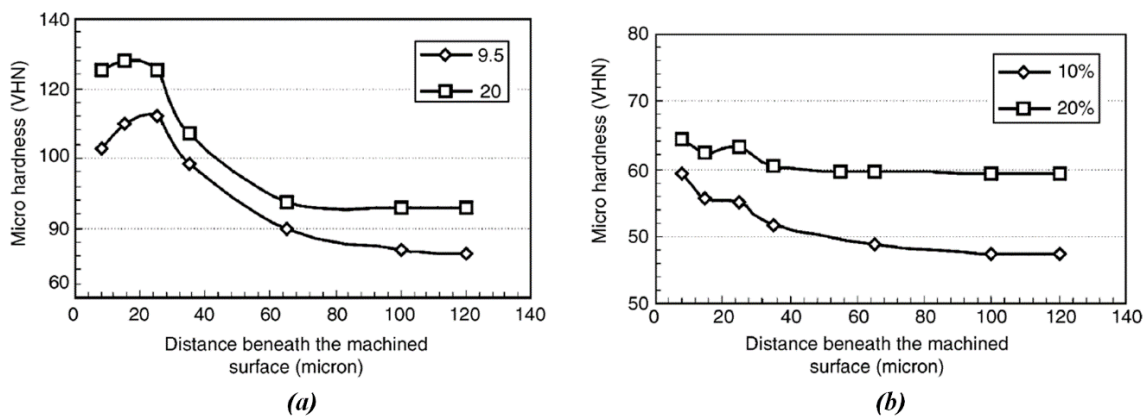 140
120
100
90
60
Micro hardness (VHN)
9.5
20
0 20 40 60 80 100 120 140
Distance beneath the machined
surface (micron)
(a)
80
70
60
50
50
Micro hardness (VHN)
10%
20%
0 20 40 60 80 100 120 140
Distance beneath the machined
surface (micron)
(b)